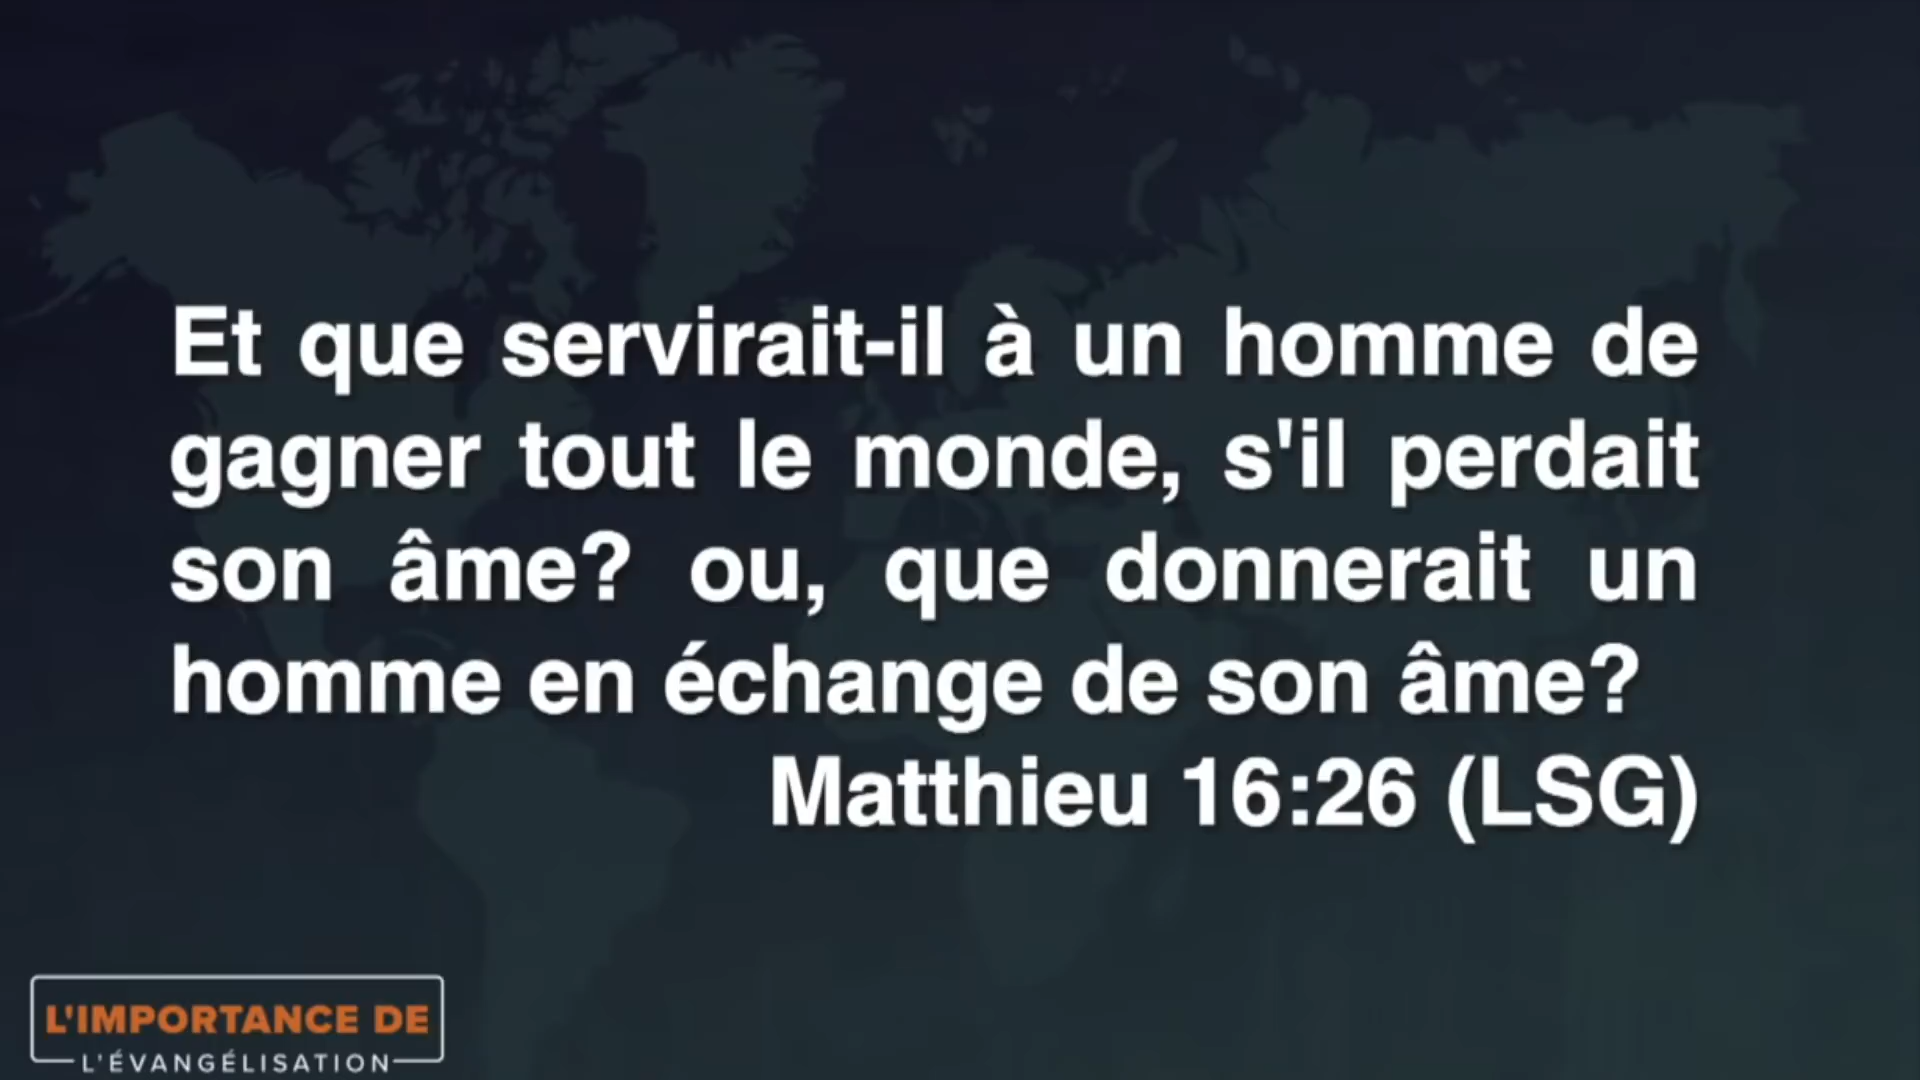 Et que servirait-il à un homme de
gagner tout le monde, s'il perdait
son âme? ou, que donnerait un
homme en échange de son âme?
Matthieu 16:26 (LSG)
L'IMPORTANCE DE
L'ÉVANGÉLISATION